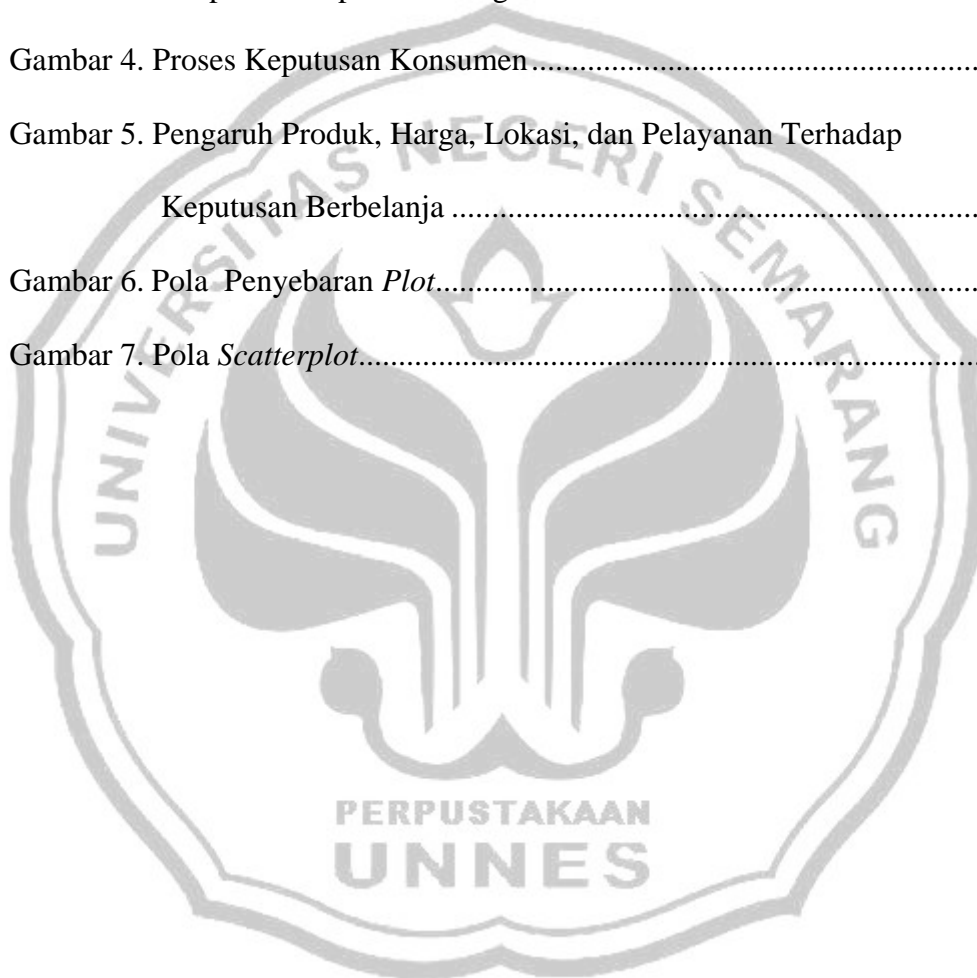 Gambar 4. Proses Keputusan Konsumen................................................................
Gambar 5. Pengaruh Produk, Harga, Lokasi, dan Pelayanan Terhadap
Keputusan Berbelanja ..................................................................
Gambar 6. Pola Penyebaran Plot....................................................................
Gambar 7. Pola Scatterplot..............................................................................
UNIVERSITAS NEGERI SEMARANG
PERPUSTAKAAN
UNNES